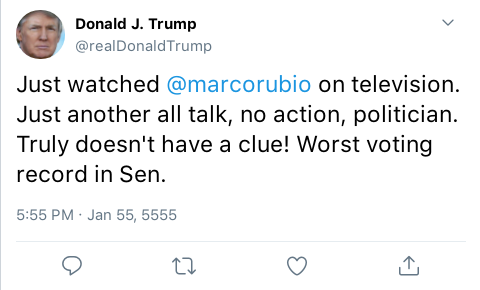 Donald J. Trump
@realDonaldTrump
Just watched @marcorubio on television.
Just another all talk, no action, politician.
Truly doesn't have a clue! Worst voting
record in Sen.
5:55 PM · Jan 55, 5555